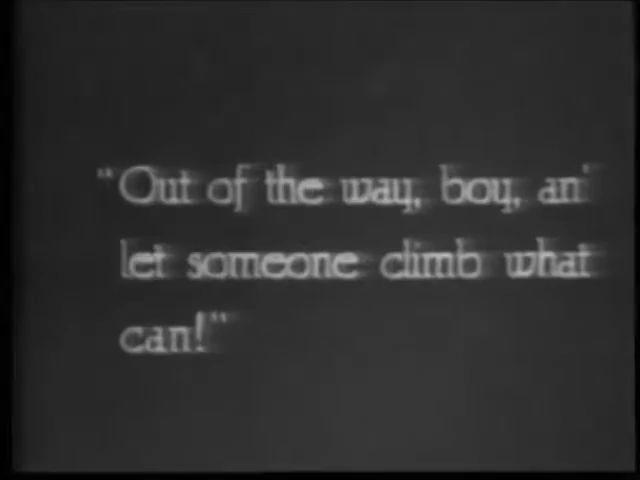 "Out of the way, boy, an'
let someone climb what
can!"